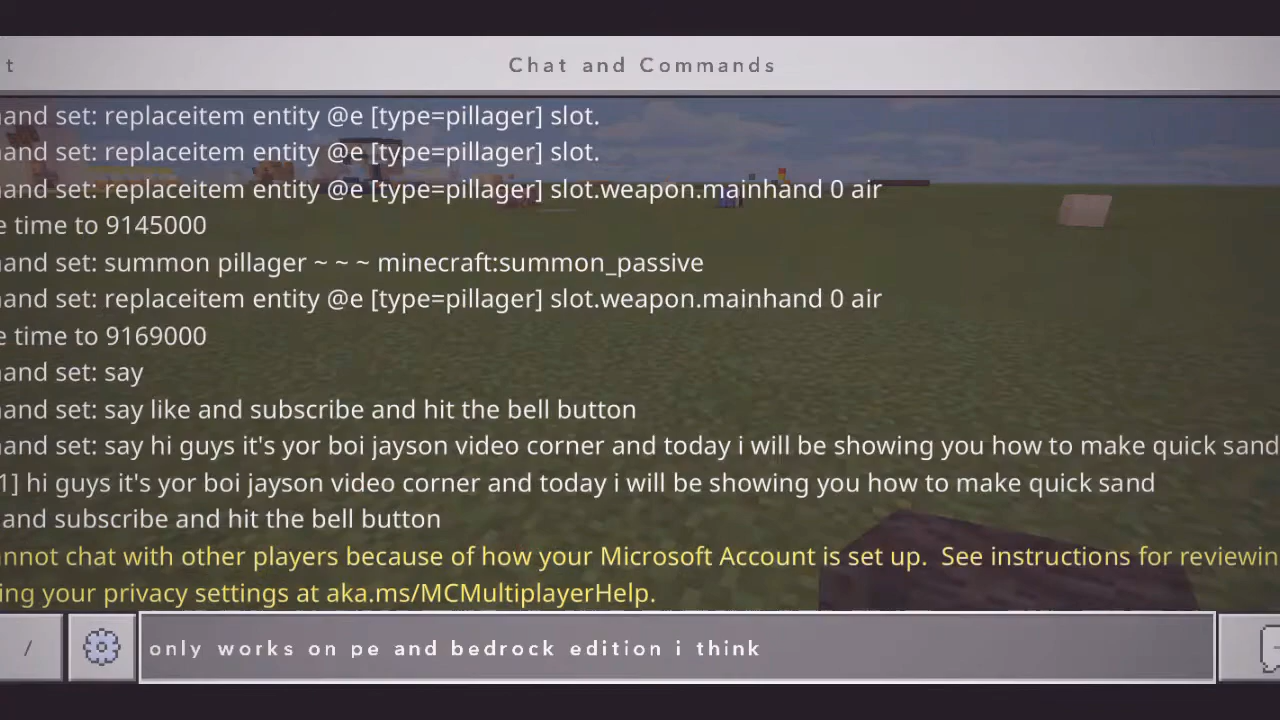 t
Chat and Commands
and set: replaceitem entity @e [type=pillager] slot.
and set: replaceitem entity @e [type=pillager] slot.
and set: replaceitem entity @e [type=pillager] slot.weapon.mainhand 0 air
e time to 9145000
and set: summon pillager ~ ~ ~ minecraft:summon_passive
and set: replaceitem entity @e [type=pillager] slot.weapon.mainhand 0 air
e time to 9169000
and set: say
and set: say like and subscribe and hit the bell button
and set: say hi guys it's yor boi jayson video corner and today i will be showing you how to make quick sand
1] hi guys it's yor boi jayson video corner and today i will be showing you how to make quick sand
and subscribe and hit the bell button
nnot chat with other players because of how your Microsoft Account is set up. See instructions for reviewin
ing your privacy settings at aka.ms/MCMultiplayerHelp.
/ only works on pe and bedrock edition i think